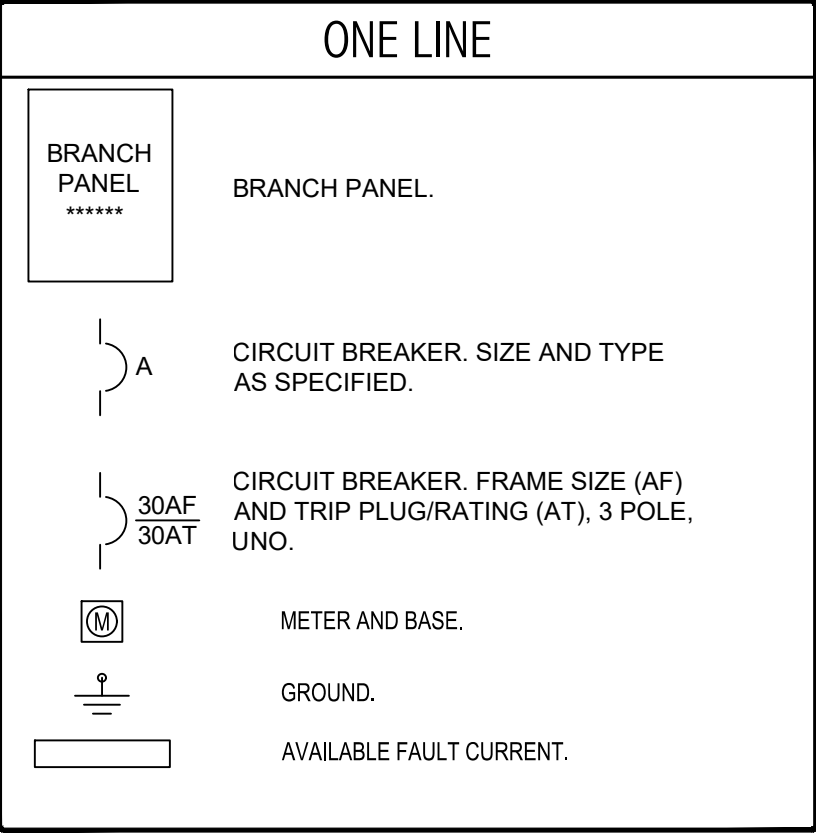 ONE LINE
BRANCH
PANEL
******
BRANCH PANEL.
A
CIRCUIT BREAKER. SIZE AND TYPE
AS SPECIFIED.
30AF
30AT
CIRCUIT BREAKER. FRAME SIZE (AF)
AND TRIP PLUG/RATING (AT), 3 POLE,
UNO.
M
METER AND BASE.
GROUND.
AVAILABLE FAULT CURRENT.